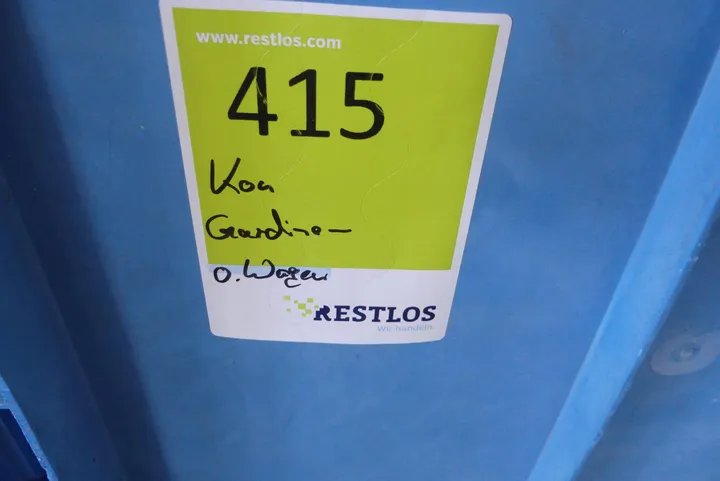 www.restlos.com
415
Kon
Gardine-
o. Wagen
RESTLOS
Wir handeln.